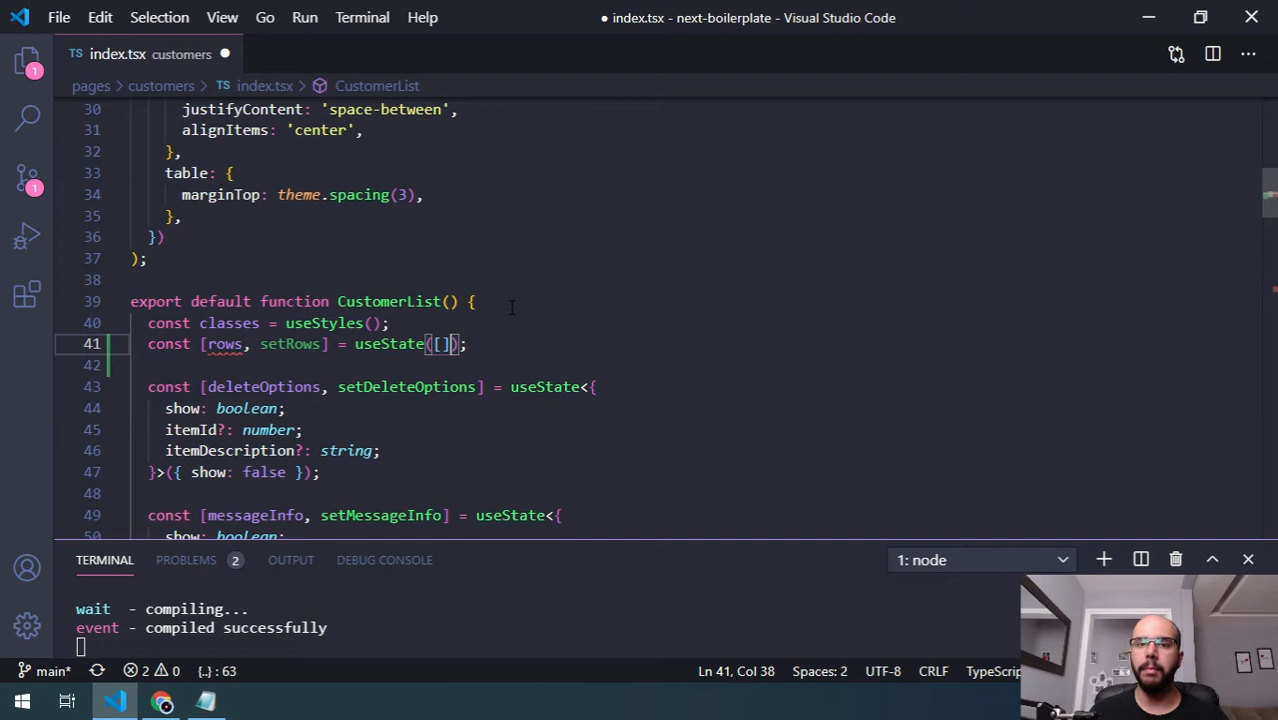 File Edit Selection View Go Run Terminal Help ● index.tsx - next-boilerplate - Visual Studio Code
TS index.tsx customers ●
pages > customers > TS index.tsx > CustomerList
1
1
30 justifyContent: 'space-between',
31 alignItems: 'center',
32 },
33 table: {
34 marginTop: theme.spacing(3),
35 },
36 })
37 );
38
39 export default function CustomerList() {
40 const classes = useStyles();
41 const [rows, setRows] = useState([]);
42
43 const [deleteOptions, setDeleteOptions] = useState<{
44 show: boolean;
45 itemId?: number;
46 itemDescription?: string;
47 }>({ show: false });
48
49 const [messageInfo, setMessageInfo] = useState<{
50 show: boolean;
TERMINAL PROBLEMS 2 OUTPUT DEBUG CONSOLE 1: node
wait - compiling...
event - compiled successfully
main* 2 0 {..} : 63 Ln 41, Col 38 Spaces: 2 UTF-8 CRLF TypeScrip